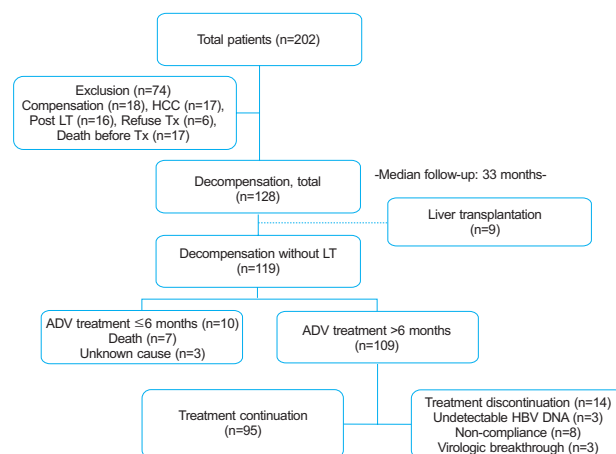 Total patients (n=202)
Exclusion (n=74)
Compensation (n=18), HCC (n=17),
Post LT (n=16), Refuse Tx (n=6),
Death before Tx (n=17)
Decompensation, total
(n=128)
-Median follow-up: 33 months-
Liver transplantation
(n=9)
Decompensation without LT
(n=119)
ADV treatment ≤6 months (n=10)
Death (n=7)
Unknown cause (n=3)
ADV treatment >6 months
(n=109)
Treatment continuation
(n=95)
Treatment discontinuation (n=14)
Undetectable HBV DNA (n=3)
Non-compliance (n=8)
Virologic breakthrough (n=3)